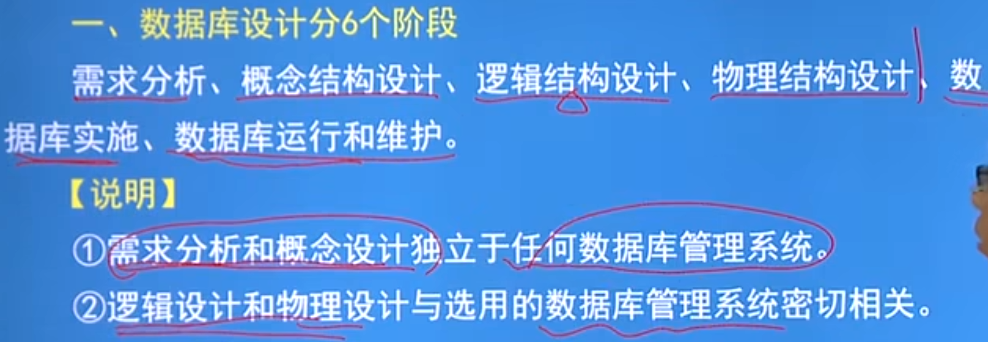 一、数据库设计分6个阶段
需求分析、概念结构设计、逻辑结构设计、物理结构设计、数
据库实施、数据库运行和维护。
【说明】
①需求分析和概念设计独立于任何数据库管理系统。
②逻辑设计和物理设计与选用的数据库管理系统密切相关。